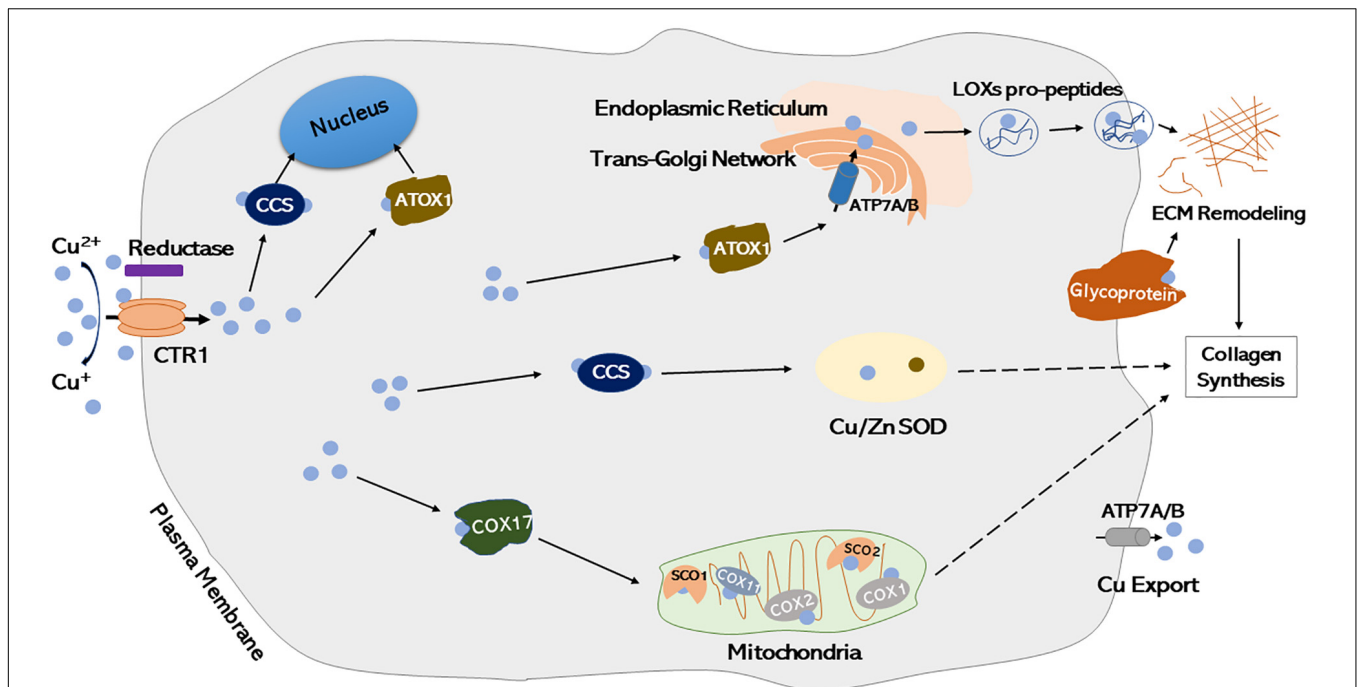 Nucleus
CCS
ATOX1
Cu2+
Reductase
CTR1
Cu+
Endoplasmic Reticulum
Trans-Golgi Network
ATP7A/B
ATOX1
LOXs pro-peptides
ECM Remodeling
Glycoprotein
Collagen
Synthesis
CCS
Cu/Zn SOD
COX17
SCO1
COX11
COX2
SCO2
COX1
Mitochondria
ATP7A/B
Cu Export
Plasma Membrane